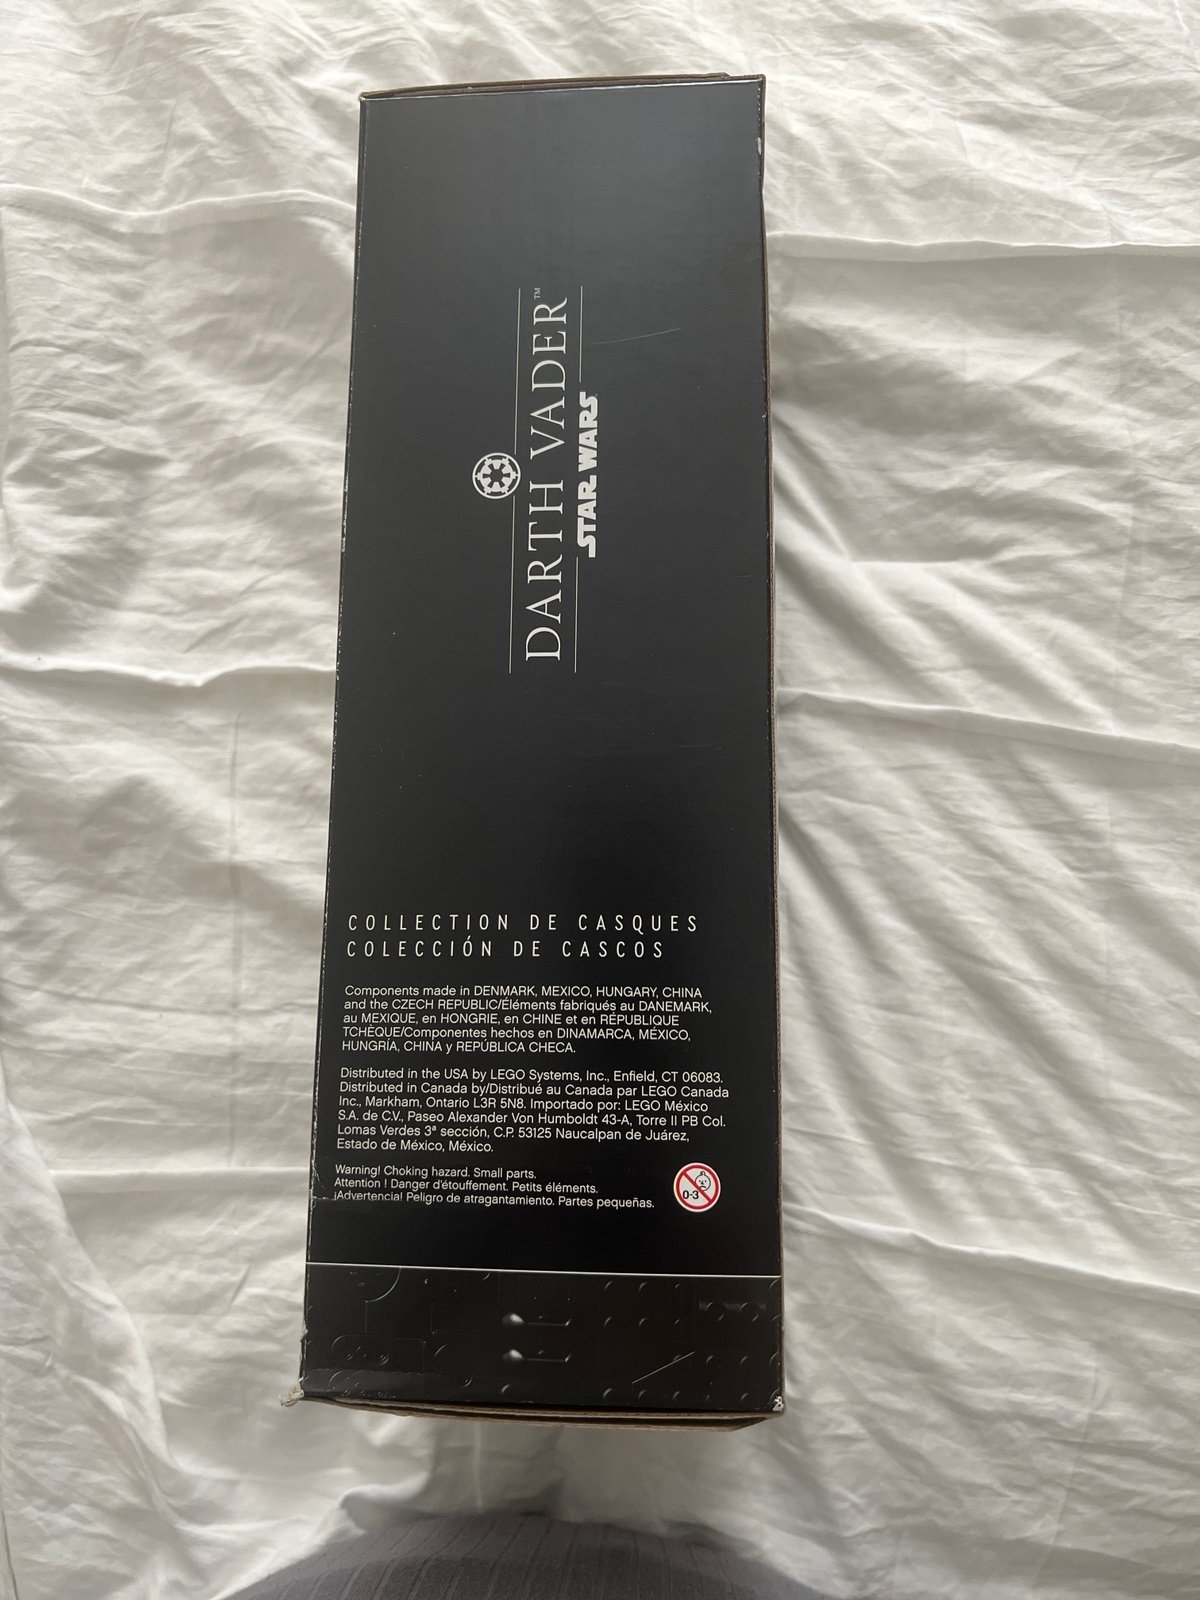 DARTH VADER™
STAR WARS
COLLECTION DE CASQUES
COLECCIÓN DE CASCOS
Components made in DENMARK, MEXICO, HUNGARY, CHINA
and the CZECH REPUBLIC/Éléments fabriqués au DANEMARK,
au MEXIQUE, en HONGRIE, en CHINE et en RÉPUBLIQUE
TCHÈQUE/Componentes hechos en DINAMARCA, MÉXICO,
HUNGRÍA, CHINA y REPÚBLICA CHECA.
Distributed in the USA by LEGO Systems, Inc., Enfield, CT 06083.
Distributed in Canada by/Distribué au Canada par LEGO Canada
Inc., Markham, Ontario L3R 5N8. Importado por: LEGO México
S.A. de C.V., Paseo Alexander Von Humboldt 43-A, Torre II PB Col.
Lomas Verdes 3ª sección, C.P. 53125 Naucalpan de Juárez,
Estado de México, México.
Warning! Choking hazard. Small parts.
Attention ! Danger d'étouffement. Petits éléments.
¡Advertencia! Peligro de atragantamiento. Partes pequeñas.
0-3